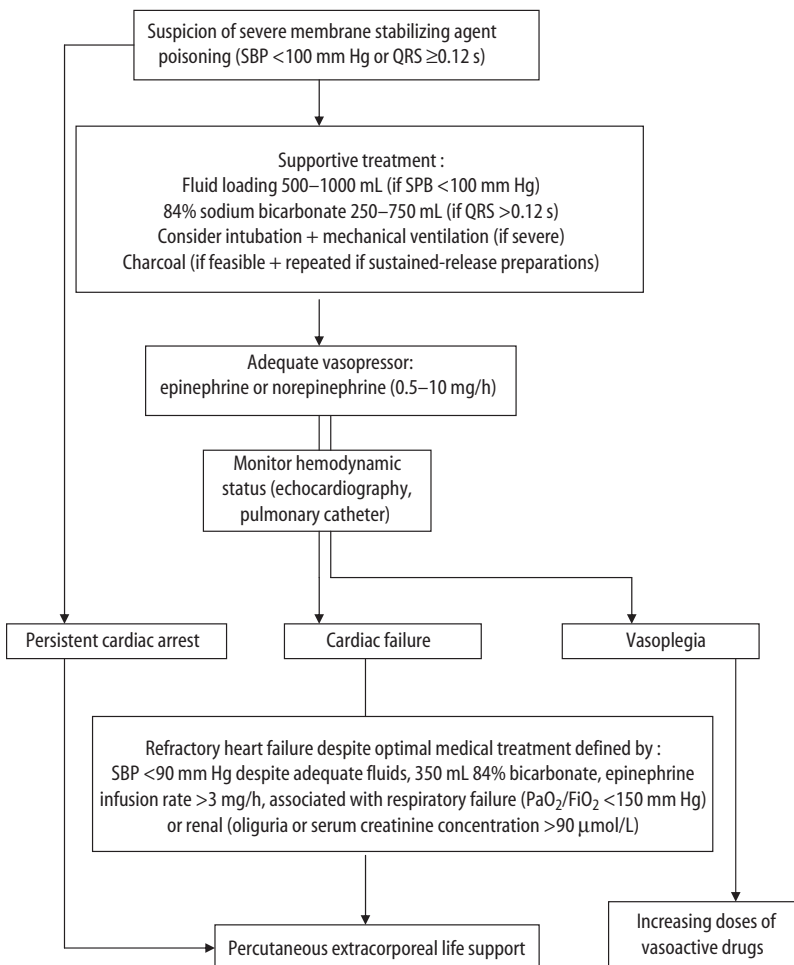 Suspicion of severe membrane stabilizing agent
poisoning (SBP <100 mm Hg or QRS ≥0.12 s)
Supportive treatment :
Fluid loading 500–1000 mL (if SPB <100 mm Hg)
84% sodium bicarbonate 250–750 mL (if QRS >0.12 s)
Consider intubation + mechanical ventilation (if severe)
Charcoal (if feasible + repeated if sustained-release preparations)
Adequate vasopressor:
epinephrine or norepinephrine (0.5–10 mg/h)
Monitor hemodynamic
status (echocardiography,
pulmonary catheter)
Persistent cardiac arrest
Cardiac failure
Vasoplegia
Refractory heart failure despite optimal medical treatment defined by :
SBP <90 mm Hg despite adequate fluids, 350 mL 84% bicarbonate, epinephrine
infusion rate >3 mg/h, associated with respiratory failure (PaO₂/FiO₂ <150 mm Hg)
or renal (oliguria or serum creatinine concentration >90 μmol/L)
Percutaneous extracorporeal life support
Increasing doses of
vasoactive drugs